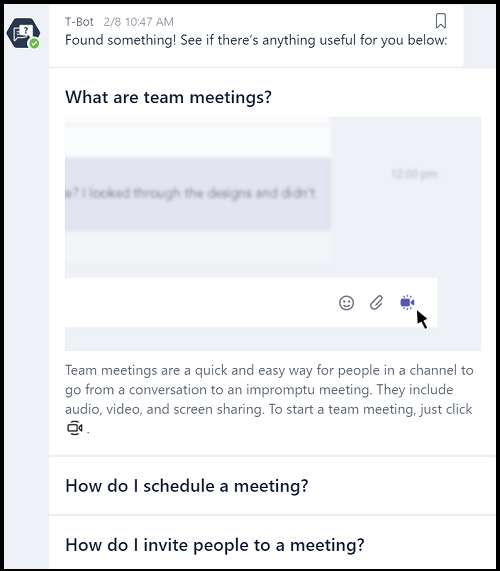 T-Bot 2/8 10:47 AM
Found something! See if there's anything useful for you below:
What are team meetings?
12:00 pm
e? I looked through the designs and didn't
Team meetings are a quick and easy way for people in a channel to
go from a conversation to an impromptu meeting. They include
audio, video, and screen sharing. To start a team meeting, just click
.
How do I schedule a meeting?
How do I invite people to a meeting?